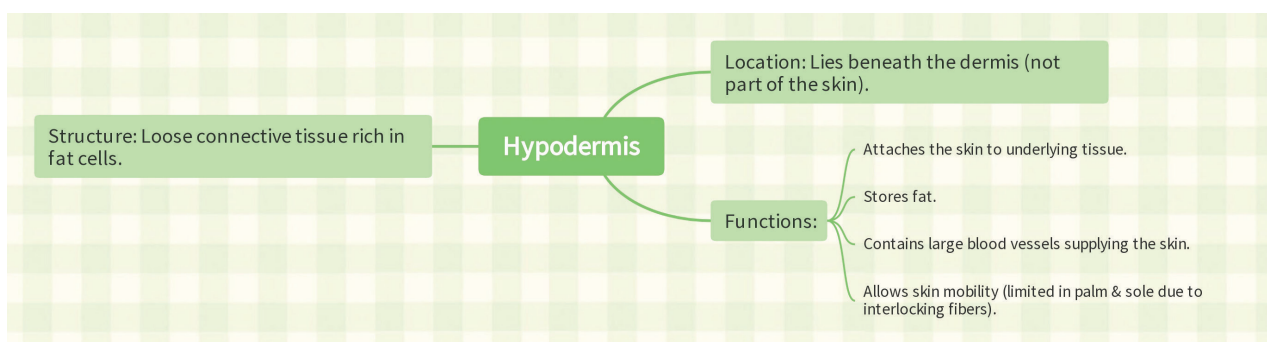 Structure: Loose connective tissue rich in
fat cells.
Hypodermis
Location: Lies beneath the dermis (not
part of the skin).
Functions:
Attaches the skin to underlying tissue.
Stores fat.
Contains large blood vessels supplying the skin.
Allows skin mobility (limited in palm & sole due to
interlocking fibers).